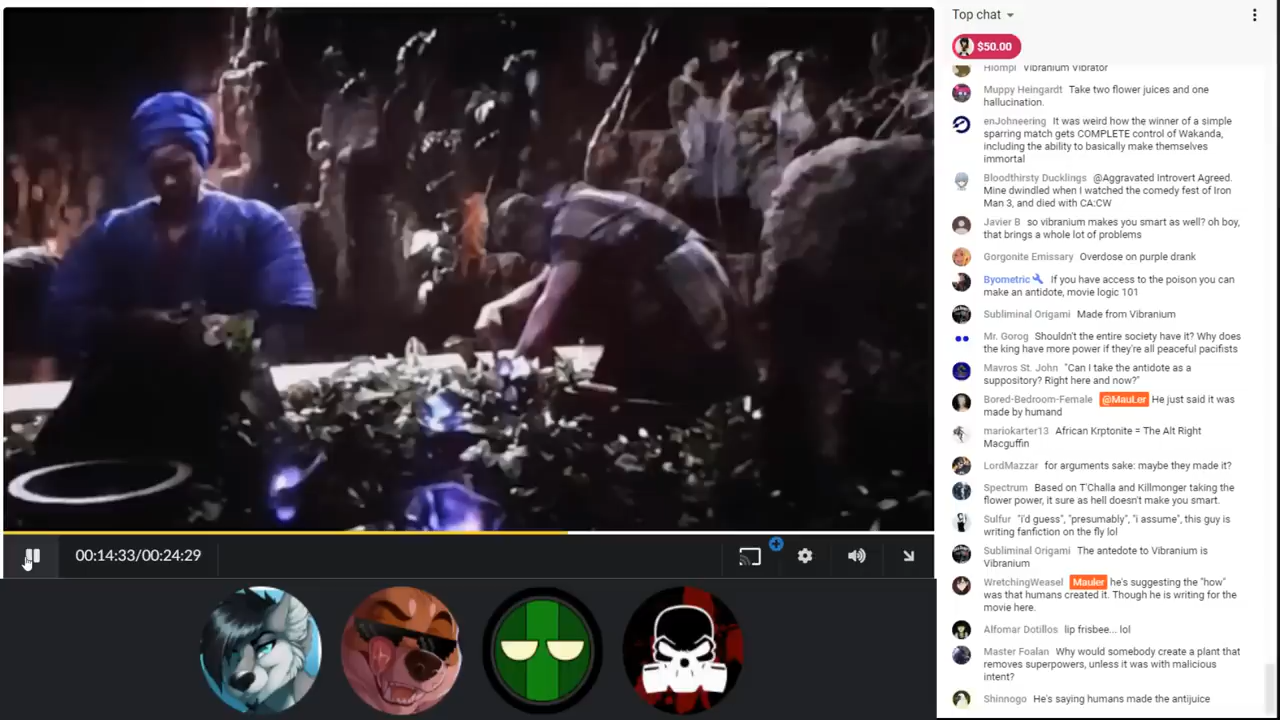 Top chat
$50.00
Hiompi Vibranium Vibrator
Muppy Heingardt Take two flower juices and one
hallucination.
enJohneering It was weird how the winner of a simple
sparring match gets COMPLETE control of Wakanda,
including the ability to basically make themselves
immortal
Bloodthirsty Ducklings @Aggravated Introvert Agreed.
Mine dwindled when I watched the comedy fest of Iron
Man 3, and died with CA:CW
Javier B so vibranium makes you smart as well? oh boy,
that brings a whole lot of problems
Gorgonite Emissary Overdose on purple drank
Byometric If you have access to the poison you can
make an antidote, movie logic 101
Subliminal Origami Made from Vibranium
Mr. Gorog Shouldn't the entire society have it? Why does
the king have more power if they're all peaceful pacifists
Mavros St. John "Can I take the antidote as a
suppository? Right here and now?"
Bored-Bedroom-Female @MauLer He just said it was
made by humand
mariokarter13 African Krptonite = The Alt Right
Macguffin
LordMazzar for arguments sake: maybe they made it?
Spectrum Based on T'Challa and Killmonger taking the
flower power, it sure as hell doesn't make you smart.
Sulfur "i'd guess", "presumably", "i assume", this guy is
writing fanfiction on the fly lol
Subliminal Origami The antedote to Vibranium is
Vibranium
WretchingWeasel Mauler he's suggesting the "how"
was that humans created it. Though he is writing for the
movie here.
Alfomar Dotillos lip frisbee... lol
Master Foalan Why would somebody create a plant that
removes superpowers, unless it was with malicious
intent?
Shinnogo He's saying humans made the antijuice
00:14:33/00:24:29